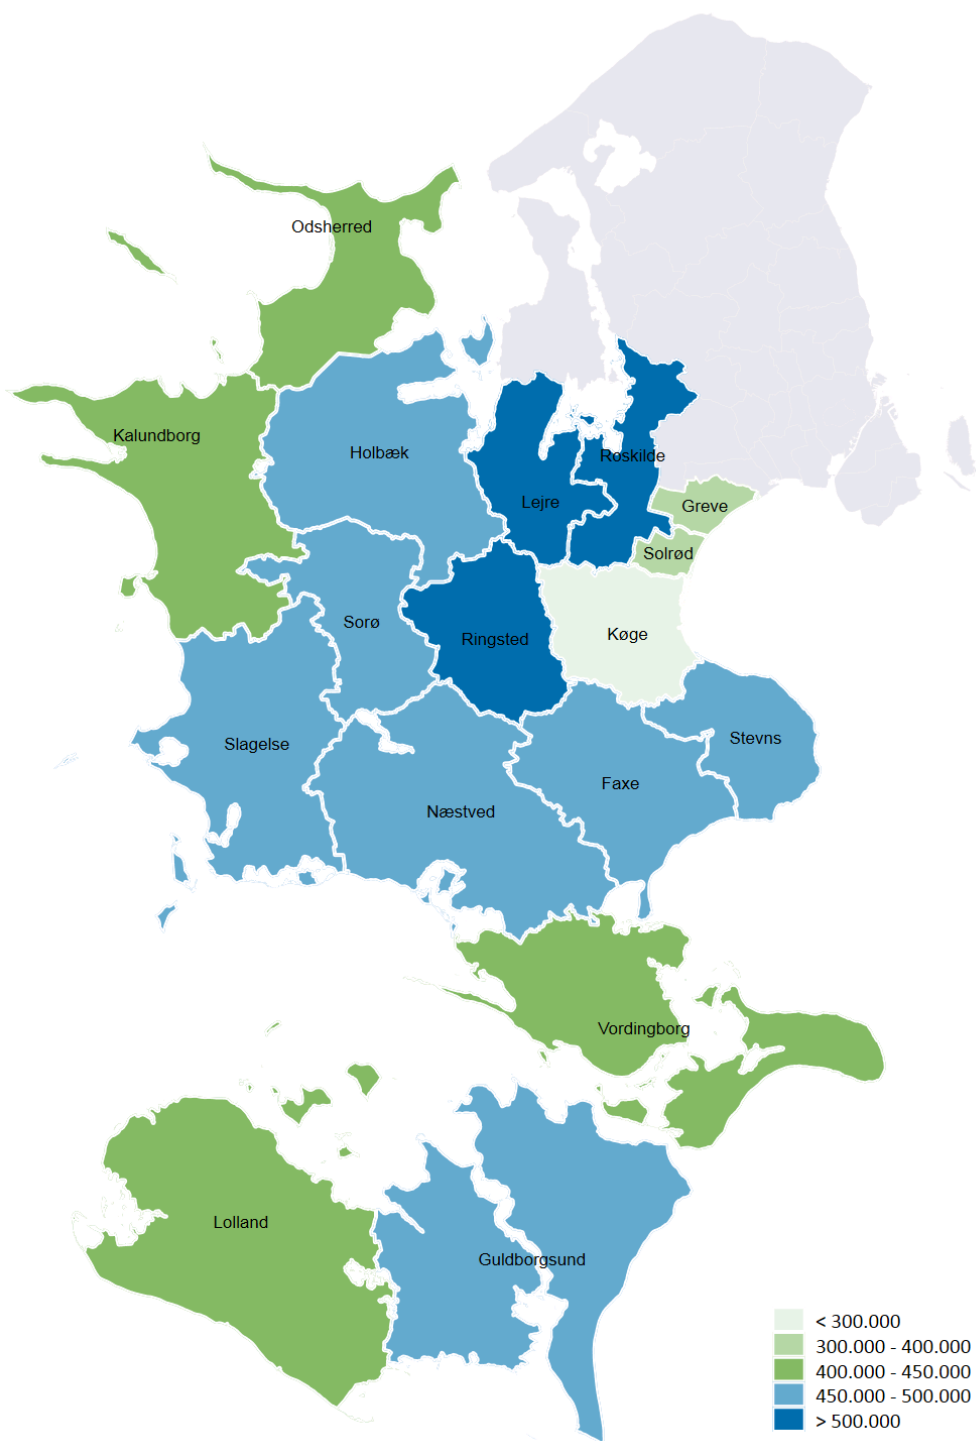 Odsherred
Kalundborg
Holbæk
Roskilde
Lejre
Greve
Solrød
Sorø
Ringsted
Køge
Slagelse
Stevns
Faxe
Næstved
Vordingborg
Lolland
Guldborgsund
< 300.000
300.000 - 400.000
400.000 - 450.000
450.000 - 500.000
> 500.000